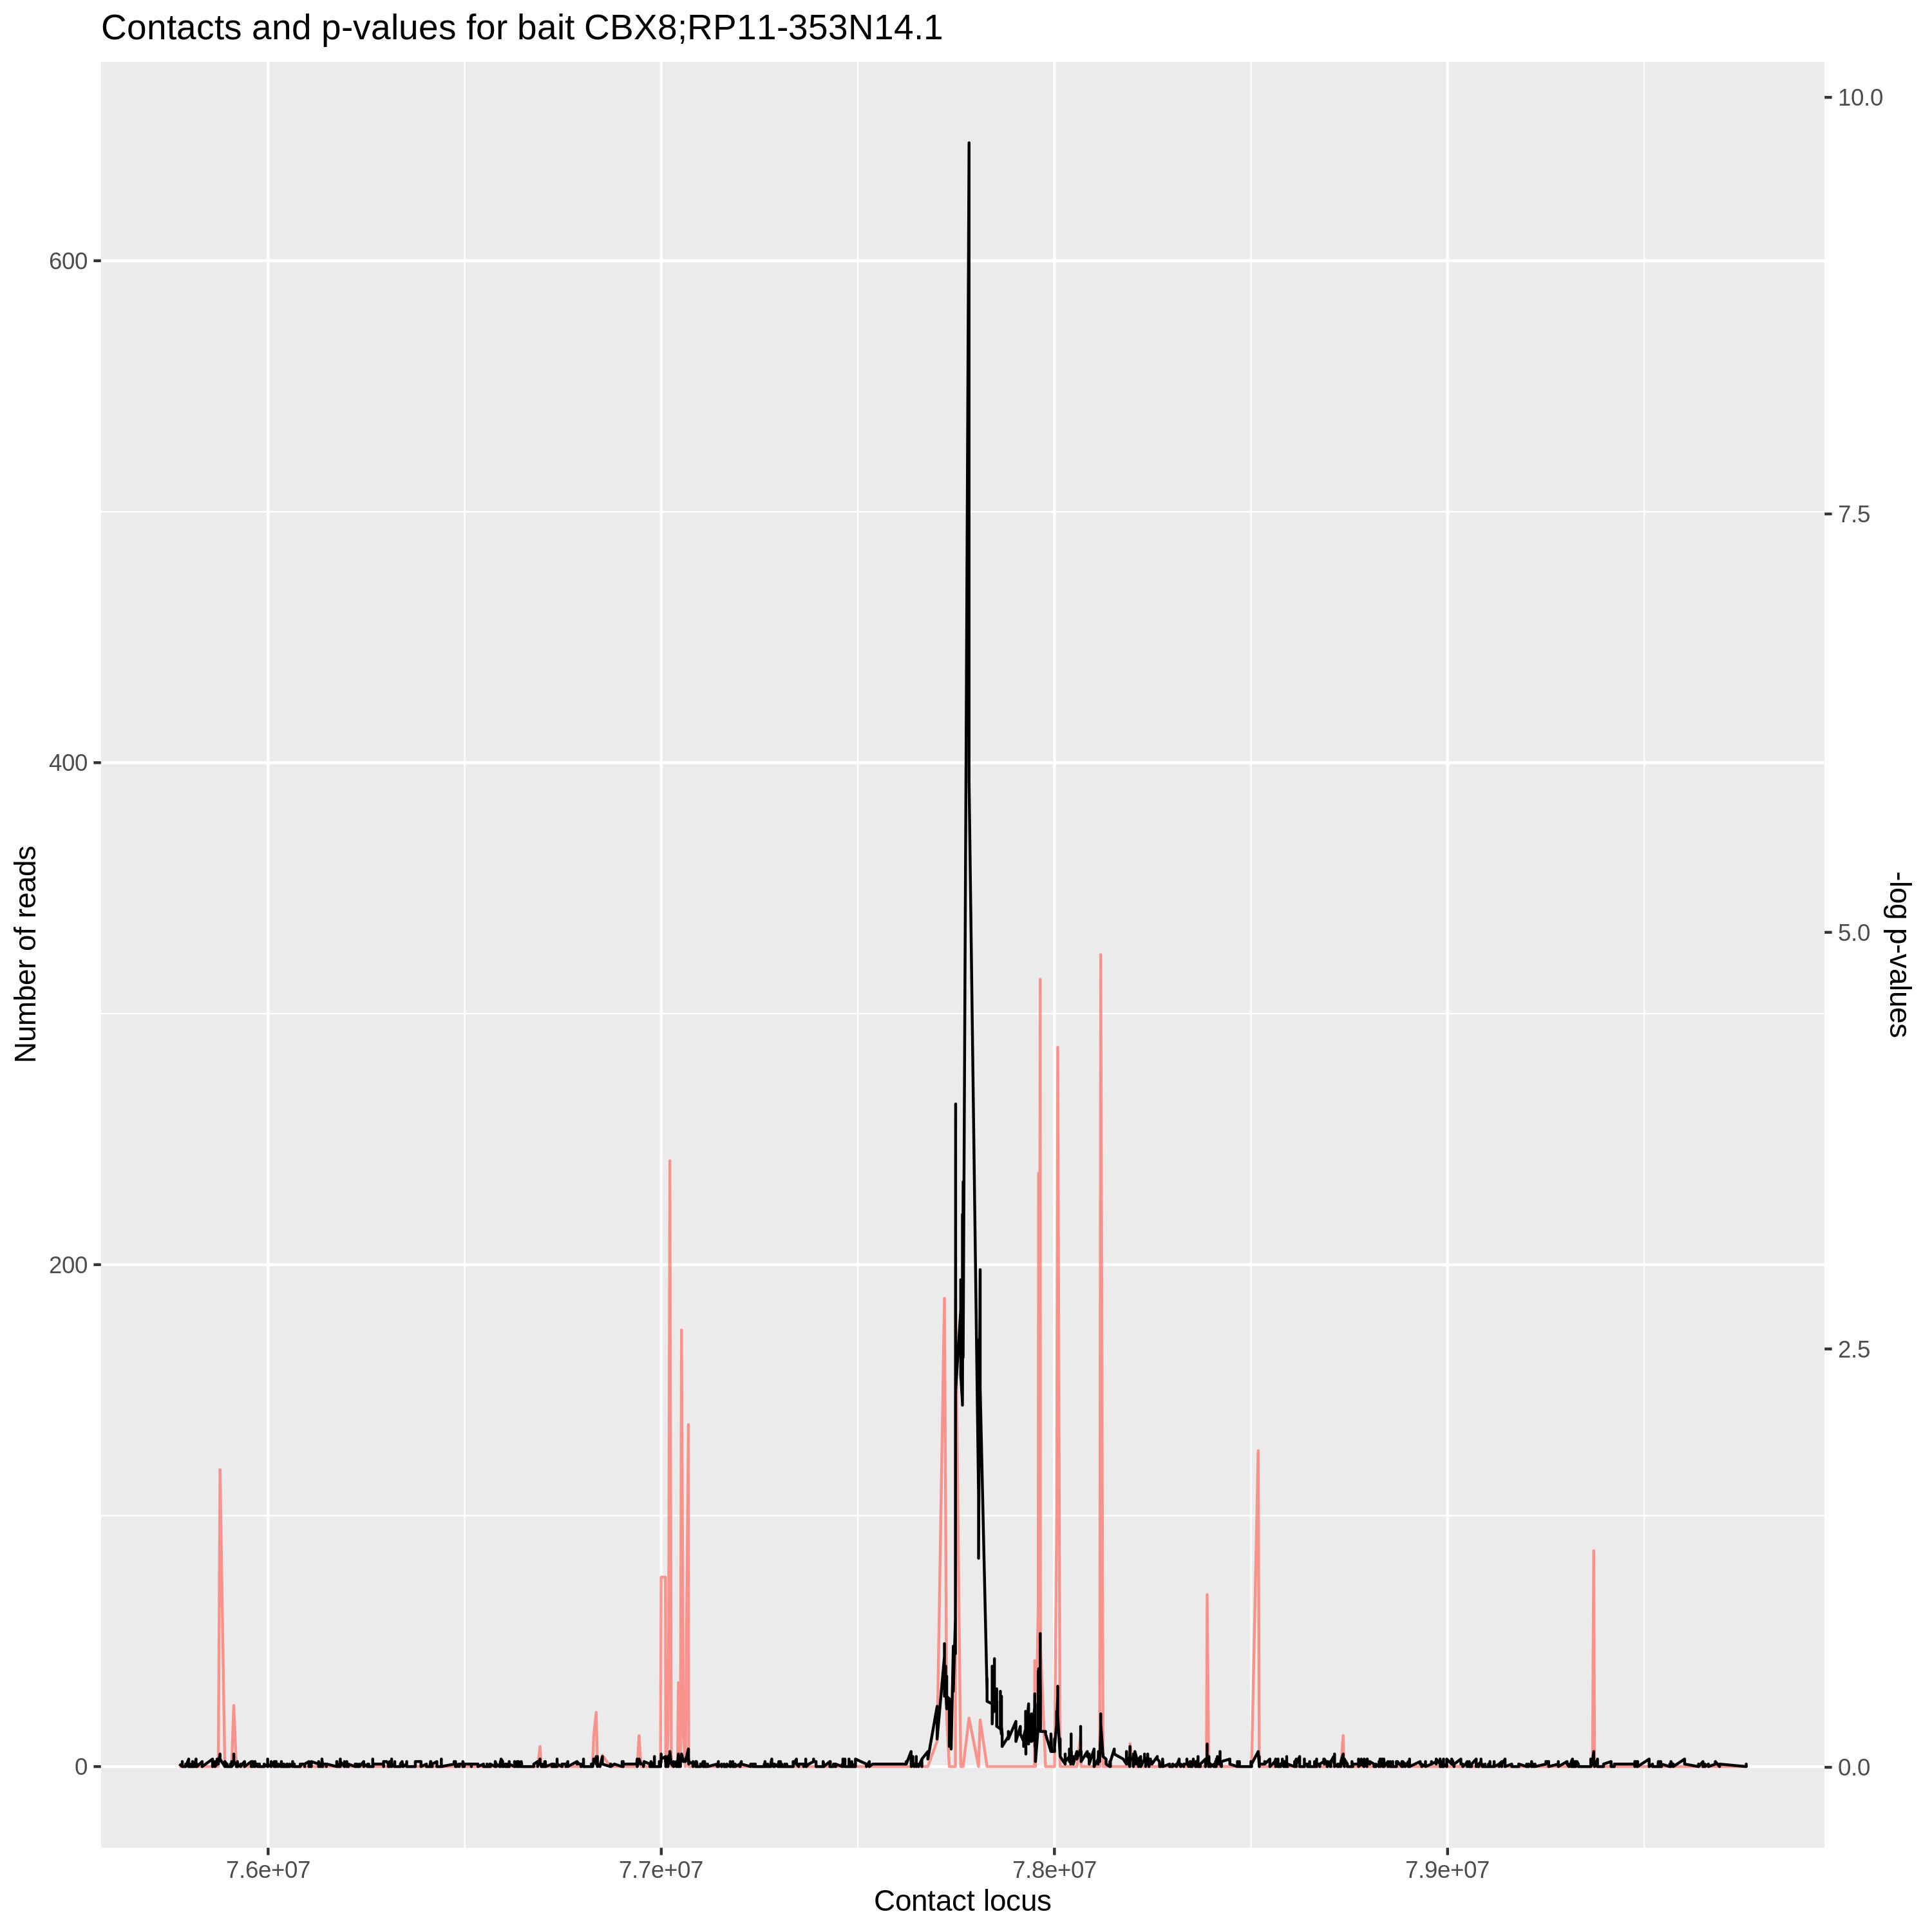 Contacts and p-values for bait CBX8;RP11-353N14.1
10.0
600
7.5
400
5.0
Number of reads
-log p-values
200
2.5
0
0.0
7.6e+07
7.7e+07
7.8e+07
7.9e+07
Contact locus